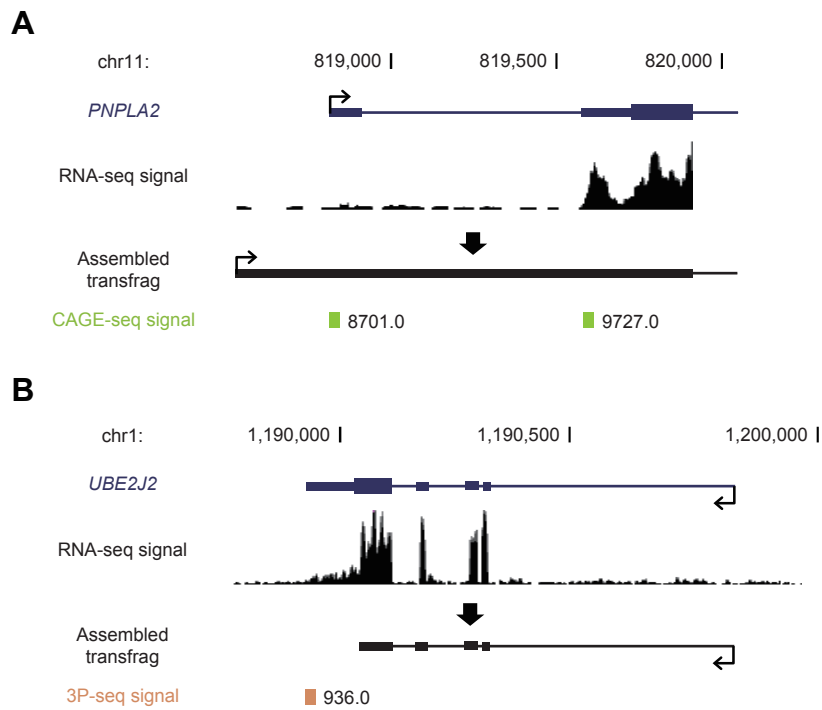 A
chr11: 819,000 819,500 820,000
PNPLA2
RNA-seq signal
Assembled
transfrag
CAGE-seq signal 8701.0 9727.0
B
chr1: 1,190,000 1,190,500 1,200,000
UBE2J2
RNA-seq signal
Assembled
transfrag
3P-seq signal 936.0